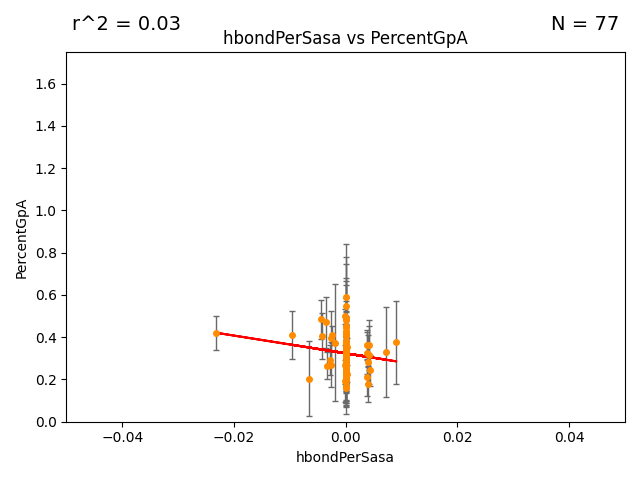 r^2 = 0.03
N = 77
hbondPerSasa vs PercentGpA
1.6
1.4
1.2
1.0
0.8
0.6
0.4
0.2
0.0
PercentGpA
−0.04
−0.02
0.00
0.02
0.04
hbondPerSasa